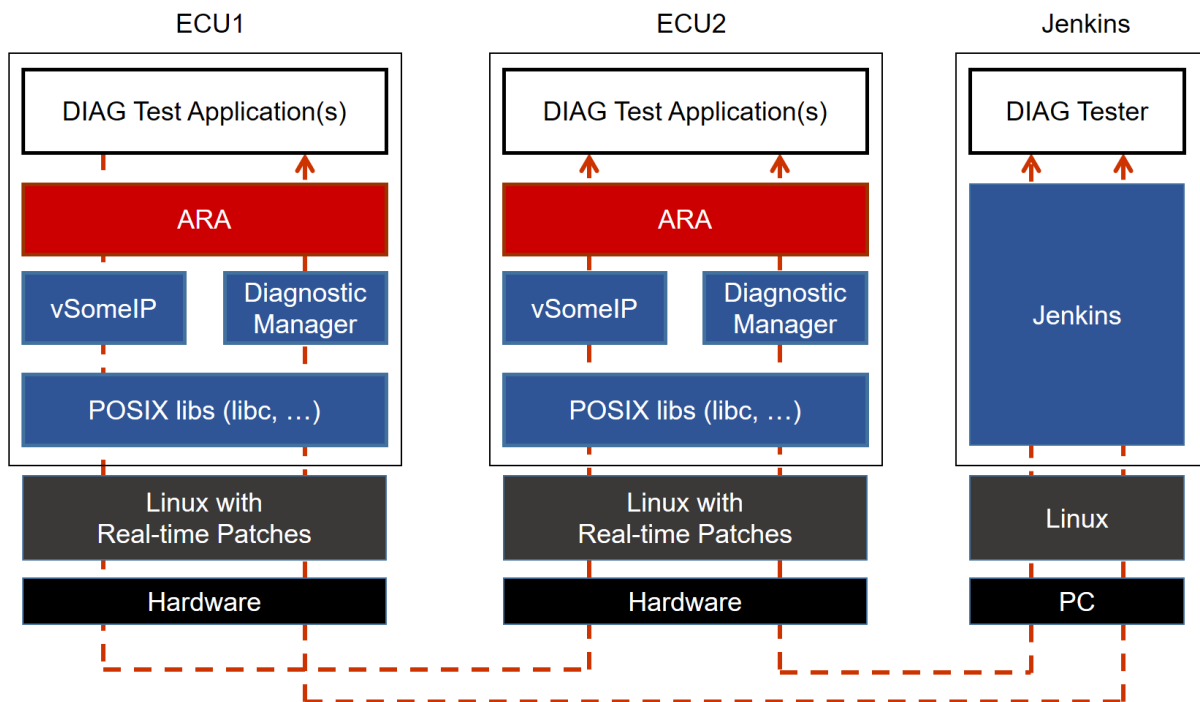 ECU1
DIAG Test Application(s)
ARA
vSomeIP
Diagnostic
Manager
POSIX libs (libc, …)
Linux with
Real-time Patches
Hardware
ECU2
DIAG Test Application(s)
ARA
vSomeIP
Diagnostic
Manager
POSIX libs (libc, …)
Linux with
Real-time Patches
Hardware
Jenkins
DIAG Tester
Jenkins
Linux
PC